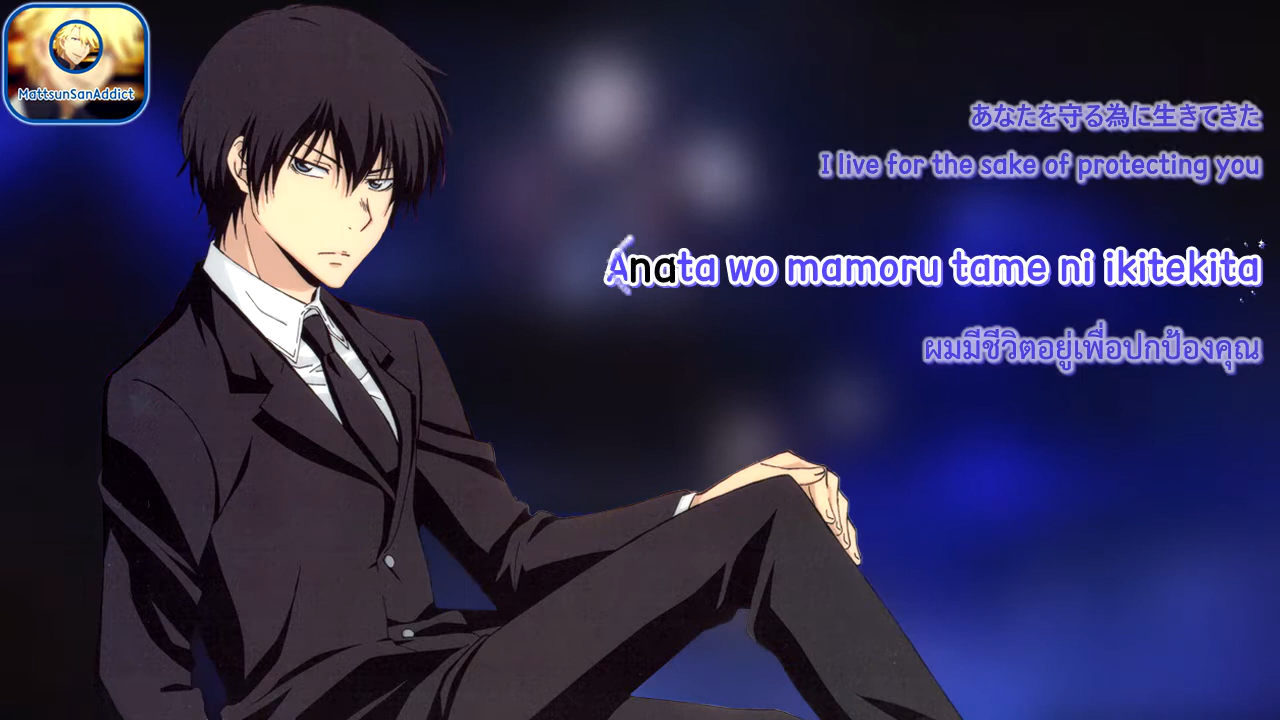 MattsunSanAddict
あなたを守る為に生きてきた
I live for the sake of protecting you
Anata wo mamoru tame ni ikitekita
ผมมีชีวิตอยู่เพื่อปกป้องคุณ